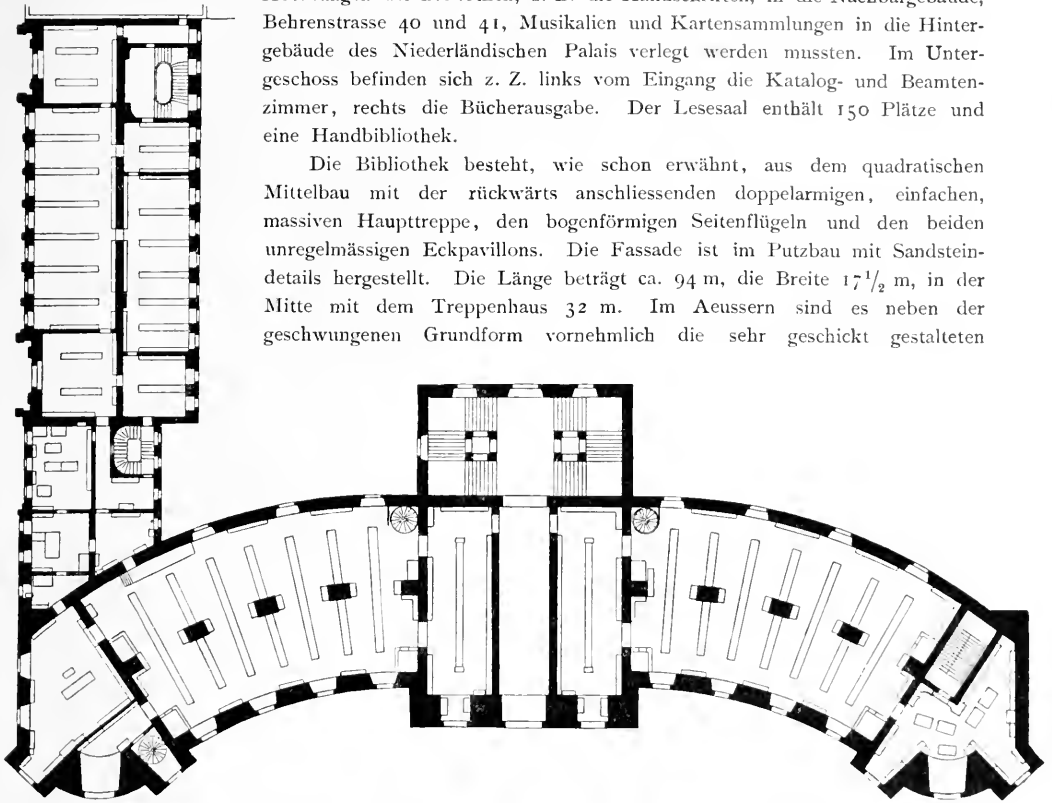 Behrenstrasse 40 und 41, Musikalien und Kartensammlungen in die Hinter-
gebäude des Niederländischen Palais verlegt werden mussten. Im Unter-
geschoss befinden sich z. Z. links vom Eingang die Katalog- und Beamten-
zimmer, rechts die Bücherausgabe. Der Lesesaal enthält 150 Plätze und
eine Handbibliothek.
Die Bibliothek besteht, wie schon erwähnt, aus dem quadratischen
Mittelbau mit der rückwärts anschliessenden doppelarmigen, einfachen,
massiven Haupttreppe, den bogenförmigen Seitenflügeln und den beiden
unregelmässigen Eckpavillons. Die Fassade ist im Putzbau mit Sandstein-
details hergestellt. Die Länge beträgt ca. 94 m, die Breite 17 1/2 m, in der
Mitte mit dem Treppenhaus 32 m. Im Aeussern sind es neben der
geschwungenen Grundform vornehmlich die sehr geschickt gestalteten